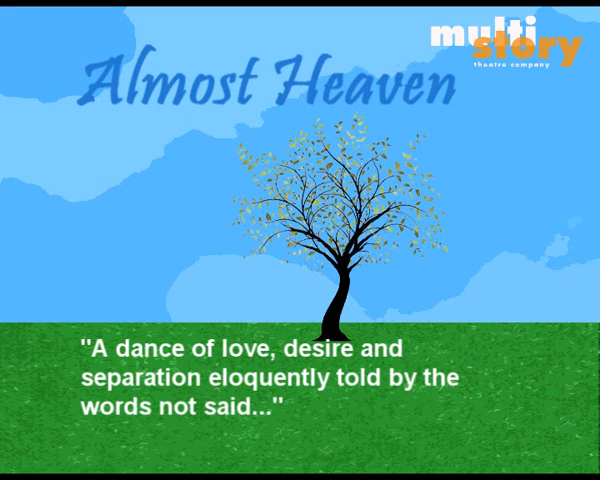 multi
story
theatre company
Almost Heaven
"A dance of love, desire and
separation eloquently told by the
words not said..."